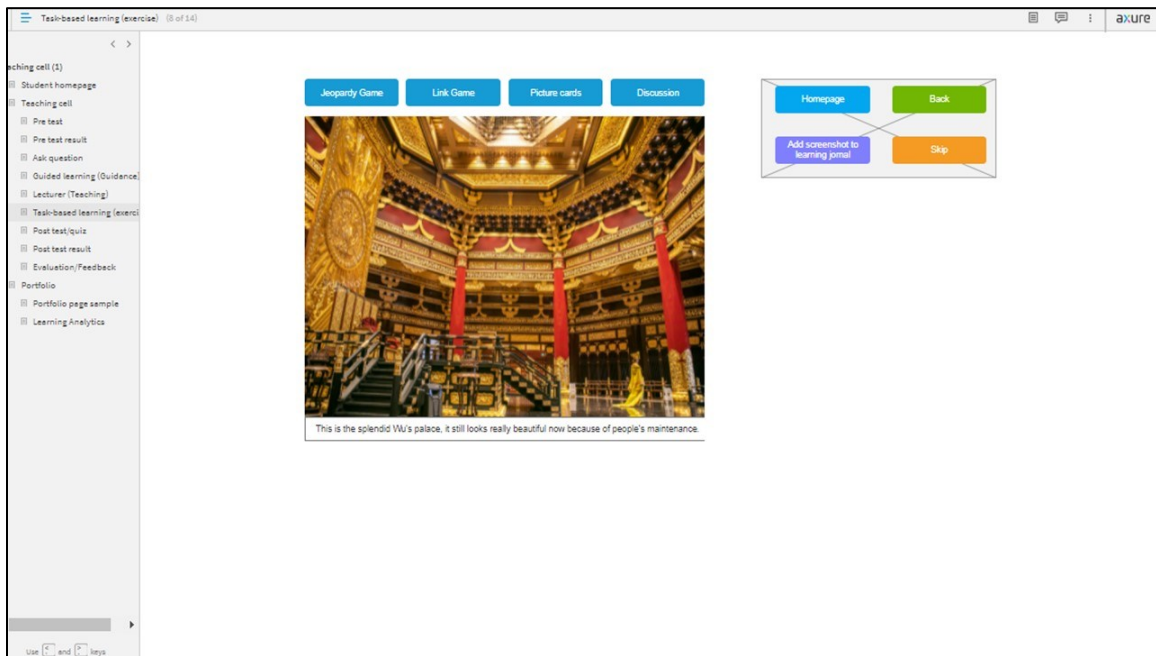 Task-based learning (exercise) (8 of 14)
axure
aching cell (1)
Student homepage
Teaching cell
Pre test
Pre test result
Ask question
Guided learning (Guidance)
Lecturer (Teaching)
Task-based learning (exerci
Post test/quiz
Post test result
Evaluation/Feedback
Portfolio
Portfolio page sample
Learning Analytics
Use < and > keys
Jeopardy Game
Link Game
Picture cards
Discussion
This is the splendid Wu's palace, it still looks really beautiful now because of people's maintenance.
Homepage
Back
Add screenshot to
learning jornal
Skip